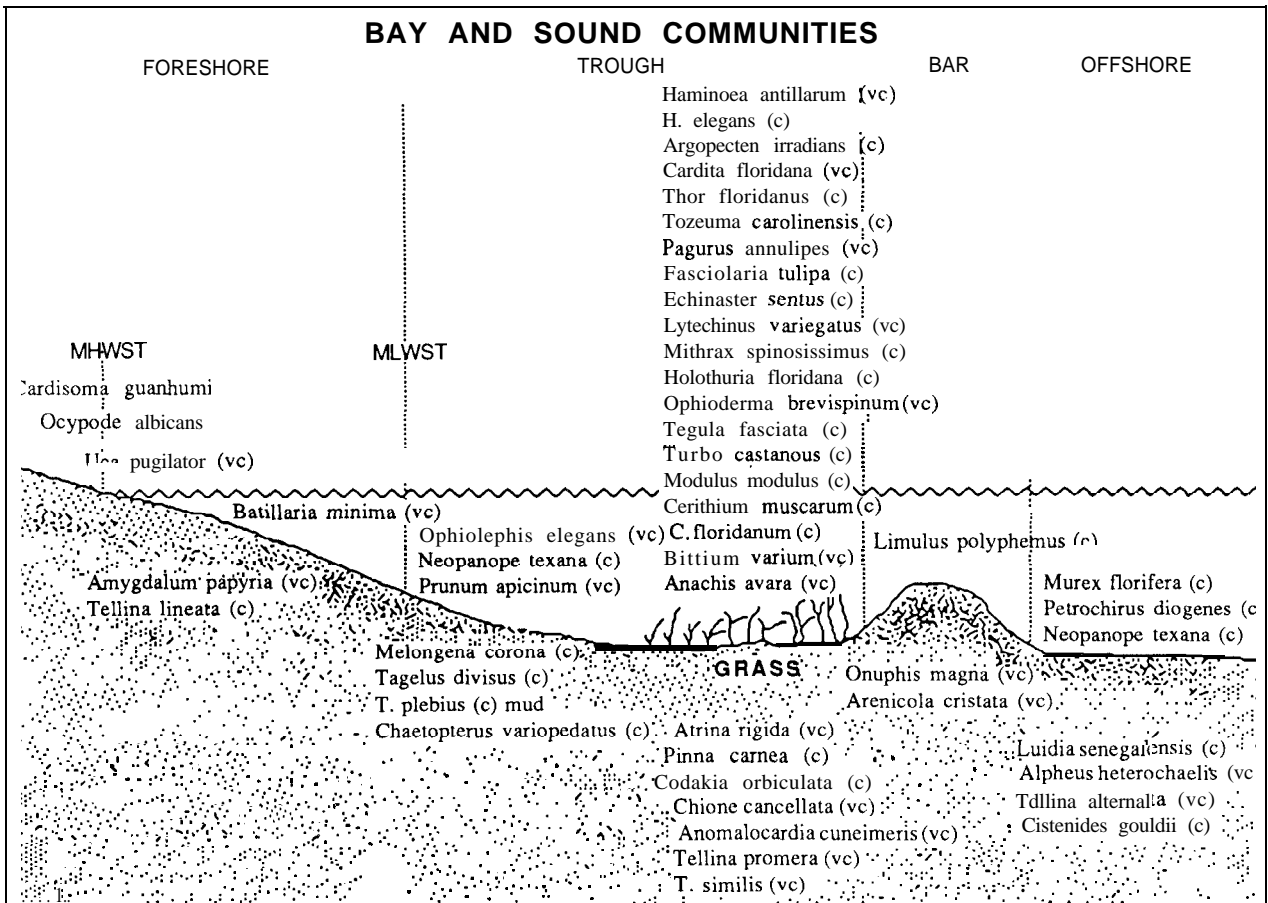 BAY AND SOUND COMMUNITIES
FORESHORE TROUGH BAR OFFSHORE
Haminoea antillarum (vc)
H. elegans (c)
Argopecten irradians (c)
Cardita floridana (vc)
Thor floridanus (c)
Tozeuma carolinensis (c)
Pagurus annulipes (vc)
Fasciolaria tulipa (c)
Echinaster sentus (c)
Lytechinus variegatus (vc)
Mithrax spinosissimus (c)
Holothuria floridana (c)
Ophioderma brevispinum (vc)
Tegula fasciata (c)
Turbo castanous (c)
Modulus modulus (c)
Cerithium muscarum (c)
C. floridanum (c)
Bittium varium (vc)
Anachis avara (vc)
MHWST
MLWST
guanhumi
Ocypode albicans
pugilator (vc)
Batillaria minima (vc)
Amygdalum papyria (vc)
Tellina lineata (c)
Ophiolephis elegans (vc)
Neopanope texana (c)
Prunum apicinum (vc)
Melongena corona (c)
Tagelus divisus (c)
T. plebius (c) mud
Chaetopterus variopedatus (c)
GRASS
Atrina rigida (vc)
Pinna carnea (c)
Codakia orbiculata (c)
Chione cancellata (vc)
Anomalocardia cuneimeris (vc)
Tellina promera (vc)
T. similis (vc)
Limulus polyphemus
Onuphis magna (vc)
Arenicola cristata (vc)
Murex florifera (c)
Petrochirus diogenes (c
Neopanope texana (c)
Luidia senegalensis (c)
Alpheus heterochaelis (vc
Tdllina alternata (vc)
Cistenides gouldii (c)